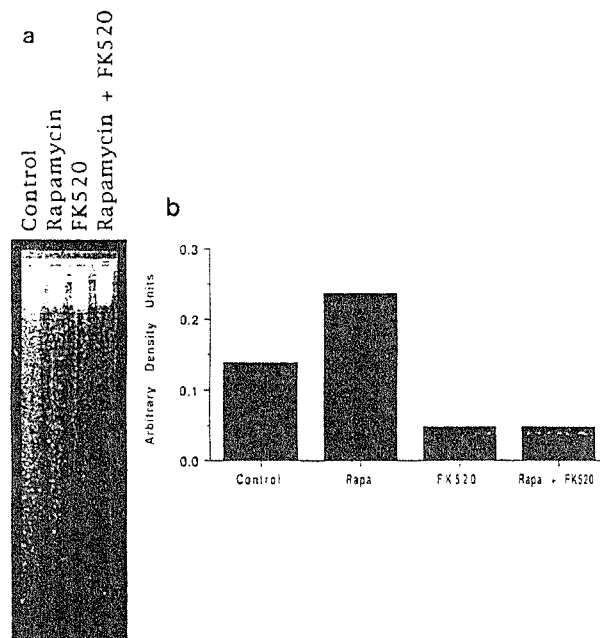 a
Control
Rapamycin
FK520
Rapamycin + FK520
b
Arbitrary Density Units
0.3
0.2
0.1
0.0
Control
Rapa
FK520
Rapa + FK520